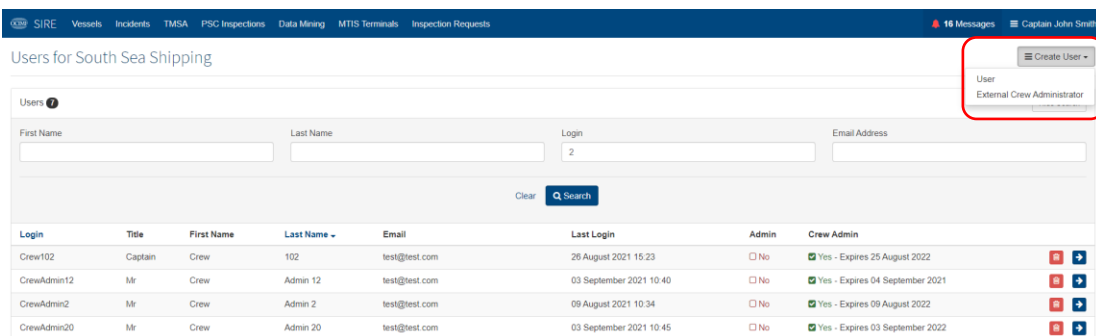 OCIMF SIRE Vessels Incidents TMSA PSC Inspections Data Mining MTIS Terminals Inspection Requests 16 Messages Captain John Smith
Users for South Sea Shipping Create User
User
External Crew Administrator
Users 7
First Name Last Name Login Email Address
2
Clear Search
Login Title First Name Last Name Email Last Login Admin Crew Admin
Crew102 Captain Crew 102 test@test.com 26 August 2021 15:23 No Yes - Expires 25 August 2022
CrewAdmin12 Mr Crew Admin 12 test@test.com 03 September 2021 10:40 No Yes - Expires 04 September 2021
CrewAdmin2 Mr Crew Admin 2 test@test.com 09 August 2021 10:34 No Yes - Expires 09 August 2022
CrewAdmin20 Mr Crew Admin 20 test@test.com 03 September 2021 10:45 No Yes - Expires 03 September 2022